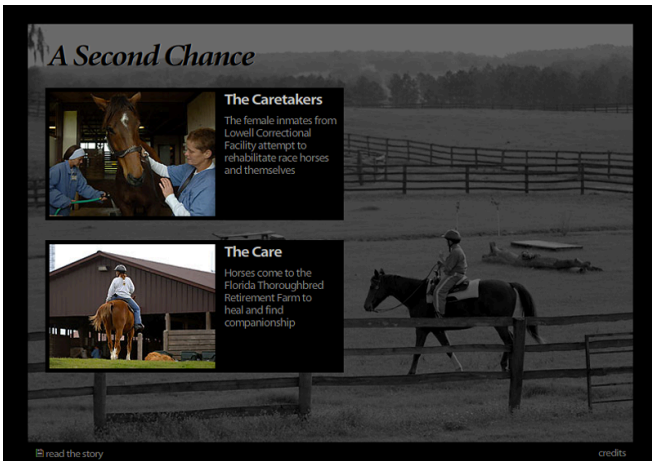 A Second Chance
The Caretakers
The female inmates from
Lowell Correctional
Facility attempt to
rehabilitate race horses
and themselves
The Care
Horses come to the
Florida Thoroughbred
Retirement Farm to
heal and find
companionship
read the story
credits